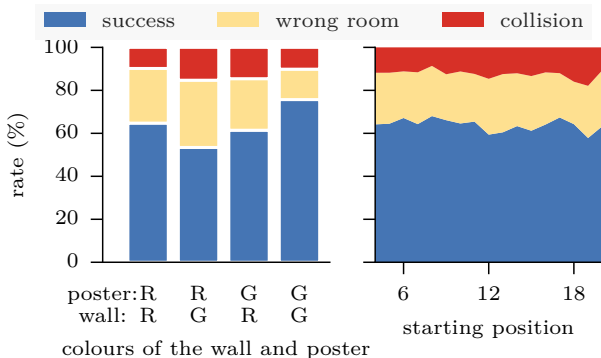 success wrong room collision
100
80
60
40
20
0
rate (%)
poster: R R G G
wall: R G R G
colours of the wall and poster
6 12 18
starting position